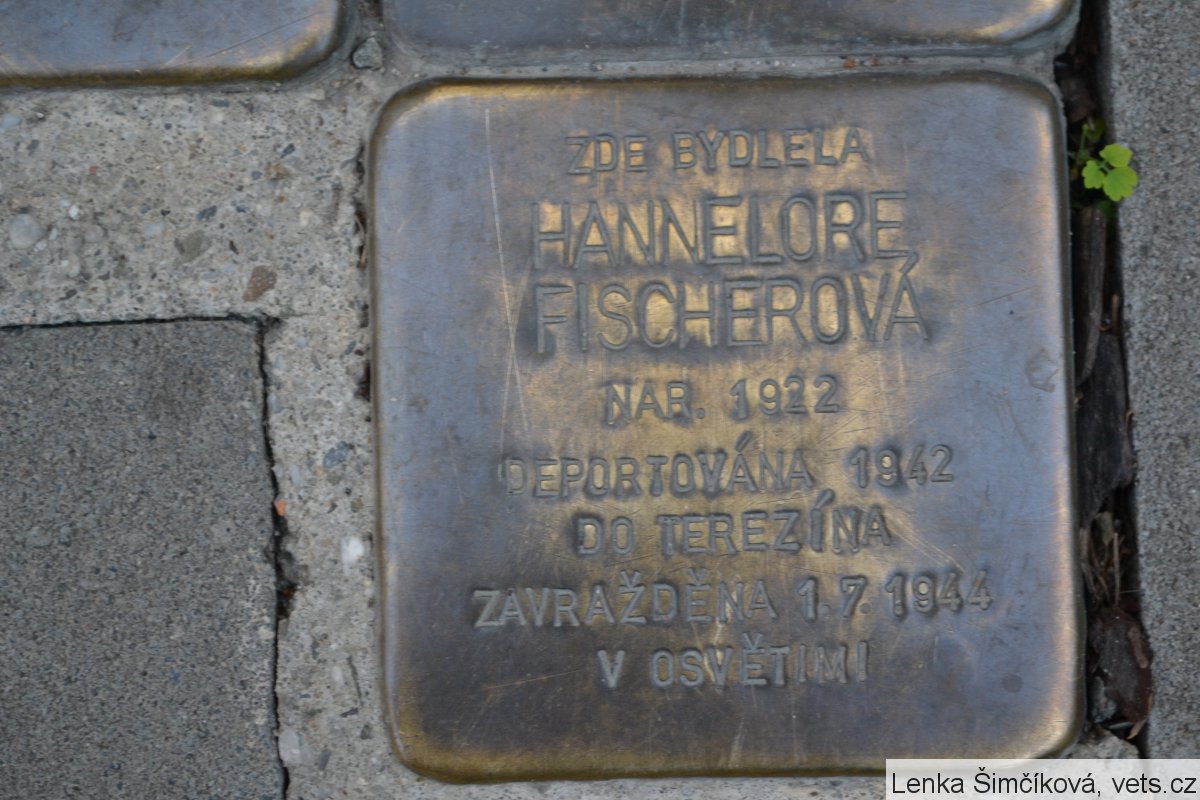 ZDE BYDLELA
HANNELORE
FISCHEROVÁ
NAR. 1922
DEPORTOVÁNA 1942
DO TEREZÍNA
ZAVRAŽDĚNA 1.7.1944
V OSVĚTIMI
Lenka Šimčíková, vets.cz